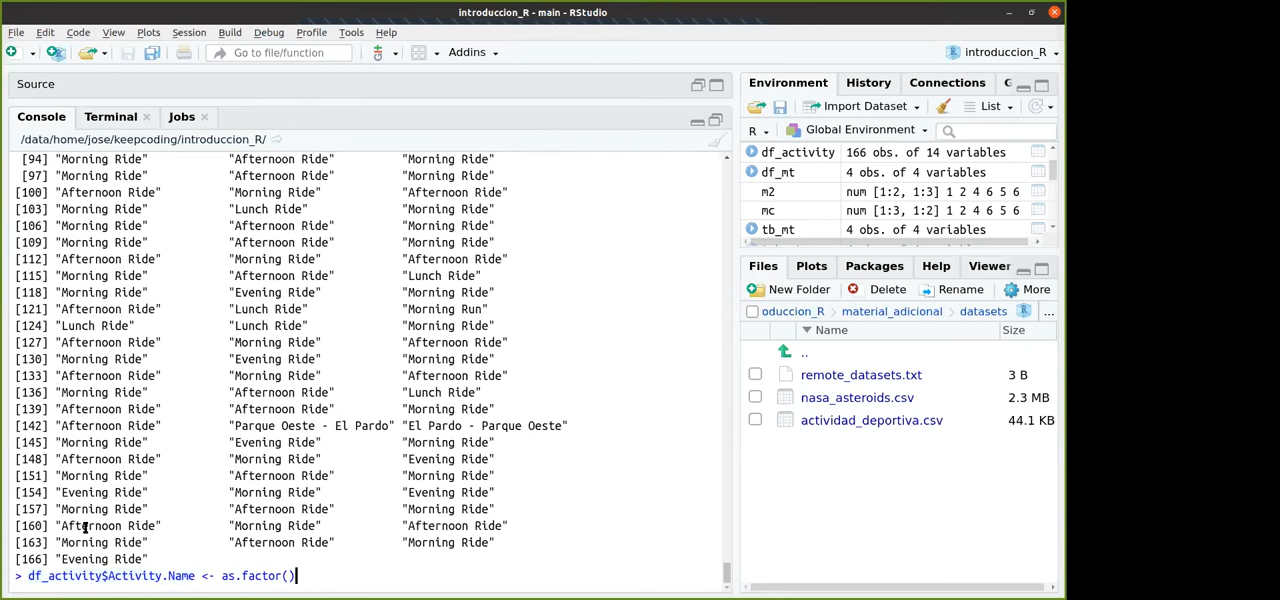 introduccion_R - main - RStudio
File Edit Code View Plots Session Build Debug Profile Tools Help
Go to file/function Addins introduccion_R
Source
Console Terminal Jobs
/data/home/jose/keepcoding/introduccion_R/
[94] "Morning Ride" "Afternoon Ride" "Morning Ride"
[97] "Morning Ride" "Afternoon Ride" "Morning Ride"
[100] "Afternoon Ride" "Morning Ride" "Afternoon Ride"
[103] "Morning Ride" "Lunch Ride" "Morning Ride"
[106] "Afternoon Ride" "Afternoon Ride" "Morning Ride"
[109] "Morning Ride" "Afternoon Ride" "Morning Ride"
[112] "Afternoon Ride" "Morning Ride" "Afternoon Ride"
[115] "Morning Ride" "Afternoon Ride" "Lunch Ride"
[118] "Morning Ride" "Evening Ride" "Morning Ride"
[121] "Afternoon Ride" "Lunch Ride" "Morning Run"
[124] "Lunch Ride" "Lunch Ride" "Morning Ride"
[127] "Afternoon Ride" "Morning Ride" "Afternoon Ride"
[130] "Morning Ride" "Evening Ride" "Morning Ride"
[133] "Afternoon Ride" "Morning Ride" "Afternoon Ride"
[136] "Morning Ride" "Afternoon Ride" "Lunch Ride"
[139] "Afternoon Ride" "Afternoon Ride" "Morning Ride"
[142] "Afternoon Ride" "Parque Oeste - El Pardo" "El Pardo - Parque Oeste"
[145] "Morning Ride" "Evening Ride" "Morning Ride"
[148] "Afternoon Ride" "Morning Ride" "Evening Ride"
[151] "Morning Ride" "Afternoon Ride" "Morning Ride"
[154] "Evening Ride" "Morning Ride" "Evening Ride"
[157] "Morning Ride" "Afternoon Ride" "Morning Ride"
[160] "Afternoon Ride" "Morning Ride" "Afternoon Ride"
[163] "Morning Ride" "Afternoon Ride" "Morning Ride"
[166] "Evening Ride"
> df_activity$Activity.Name <- as.factor()
Environment History Connections
Import Dataset List
R Global Environment
df_activity 166 obs. of 14 variables
df_mt 4 obs. of 4 variables
m2 num [1:2, 1:3] 1 2 4 6 5 6
mc num [1:3, 1:2] 1 2 4 6 5 6
tb_mt 4 obs. of 4 variables
Files Plots Packages Help Viewer
New Folder Delete Rename More
oduccion_R material_adicional datasets ...
Name Size
..
remote_datasets.txt 3 B
nasa_asteroids.csv 2.3 MB
actividad_deportiva.csv 44.1 KB